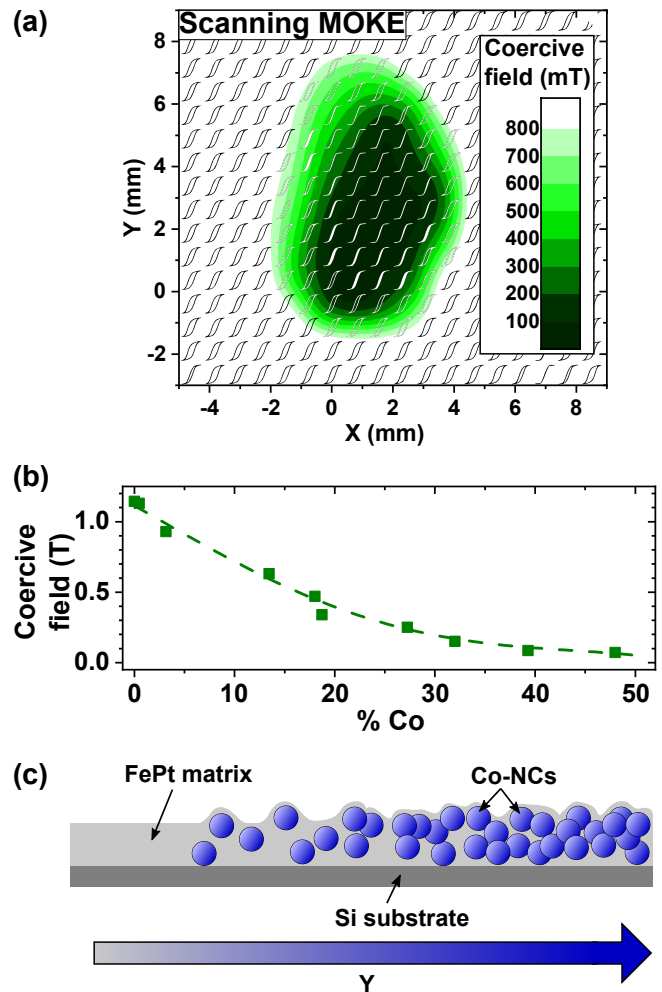 (a)
Scanning MOKE
Coercive
field (mT)
800
700
600
500
400
300
200
100
8
6
4
2
0
-2
Y (mm)
-4
-2
0
2
4
6
8
X (mm)
(b)
1.0
0.5
0.0
Coercive
field (T)
0
10
20
30
40
50
% Co
(c)
FePt matrix
Co-NCs
Si substrate
Y